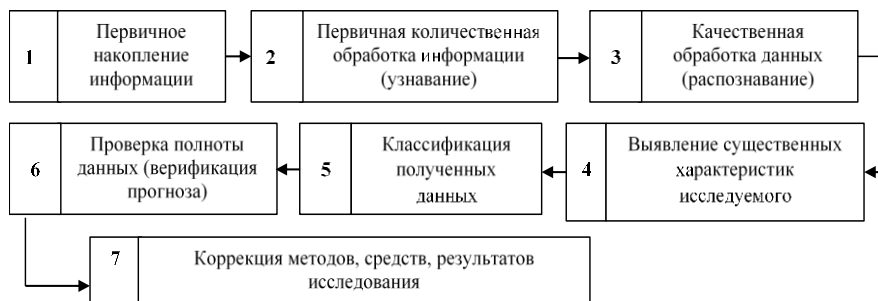 1
Первичное
накопление
информации
2
Первичная количественная
обработка информации
(узнавание)
3
Качественная
обработка данных
(распознавание)
6
Проверка полноты
данных (верификация
прогноза)
5
Классификация
полученных
данных
4
Выявление существенных
характеристик
исследуемого
7
Коррекция методов, средств, результатов
исследования